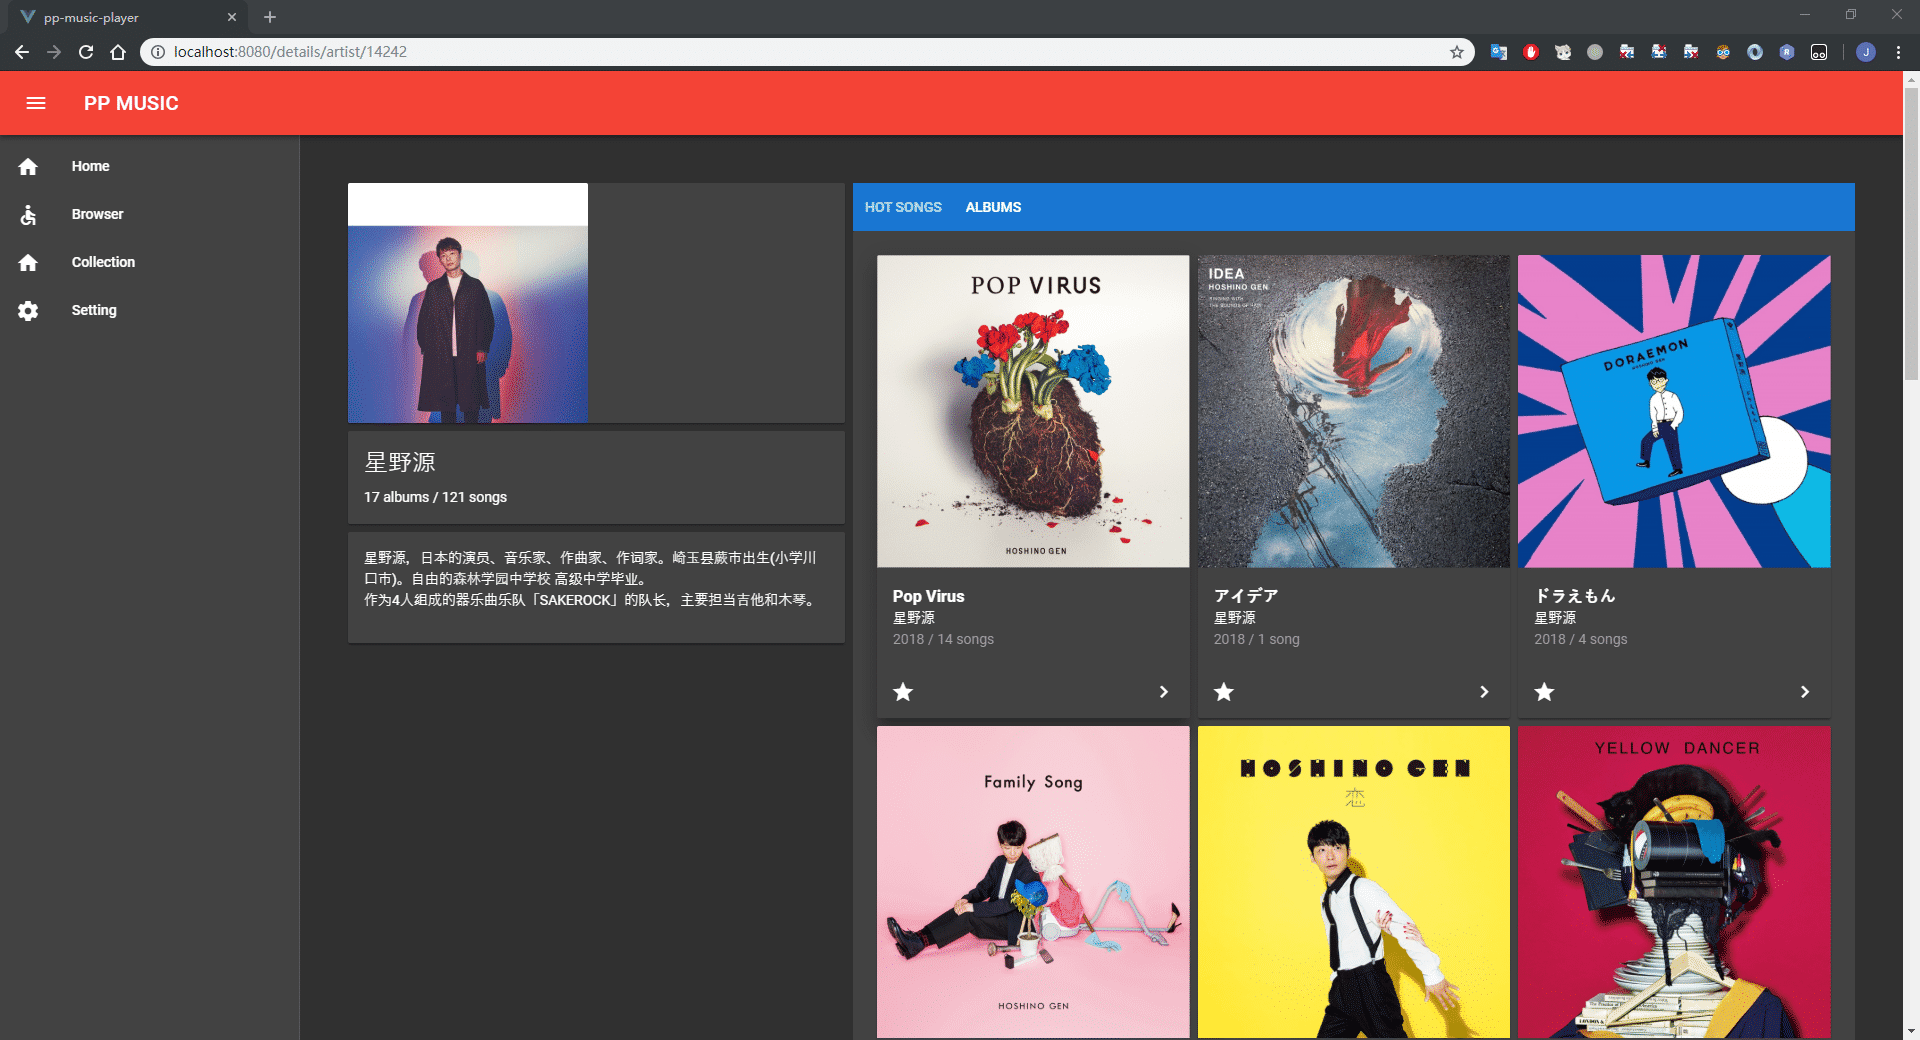 pp-music-player
localhost:8080/details/artist/14242
PP MUSIC
Home
Browser
Collection
Setting
星野源
17 albums / 121 songs
星野源，日本的演员、音乐家、作曲家、作词家。崎玉县蕨市出生(小学川
口市)。自由的森林学园中学校 高级中学毕业。
作为4人組成的器乐曲乐队「SAKEROCK」的队长，主要担当吉他和木琴。
HOT SONGS
ALBUMS
POP VIRUS
HOSHINO GEN
Pop Virus
星野源
2018 / 14 songs
IDEA
HOSHINO GEN
アイデア
星野源
2018 / 1 song
DORAEMON
ドラえもん
星野源
2018 / 4 songs
Family Song
HOSHINO GEN
HOSHINO GEN
恋
YELLOW DANCER